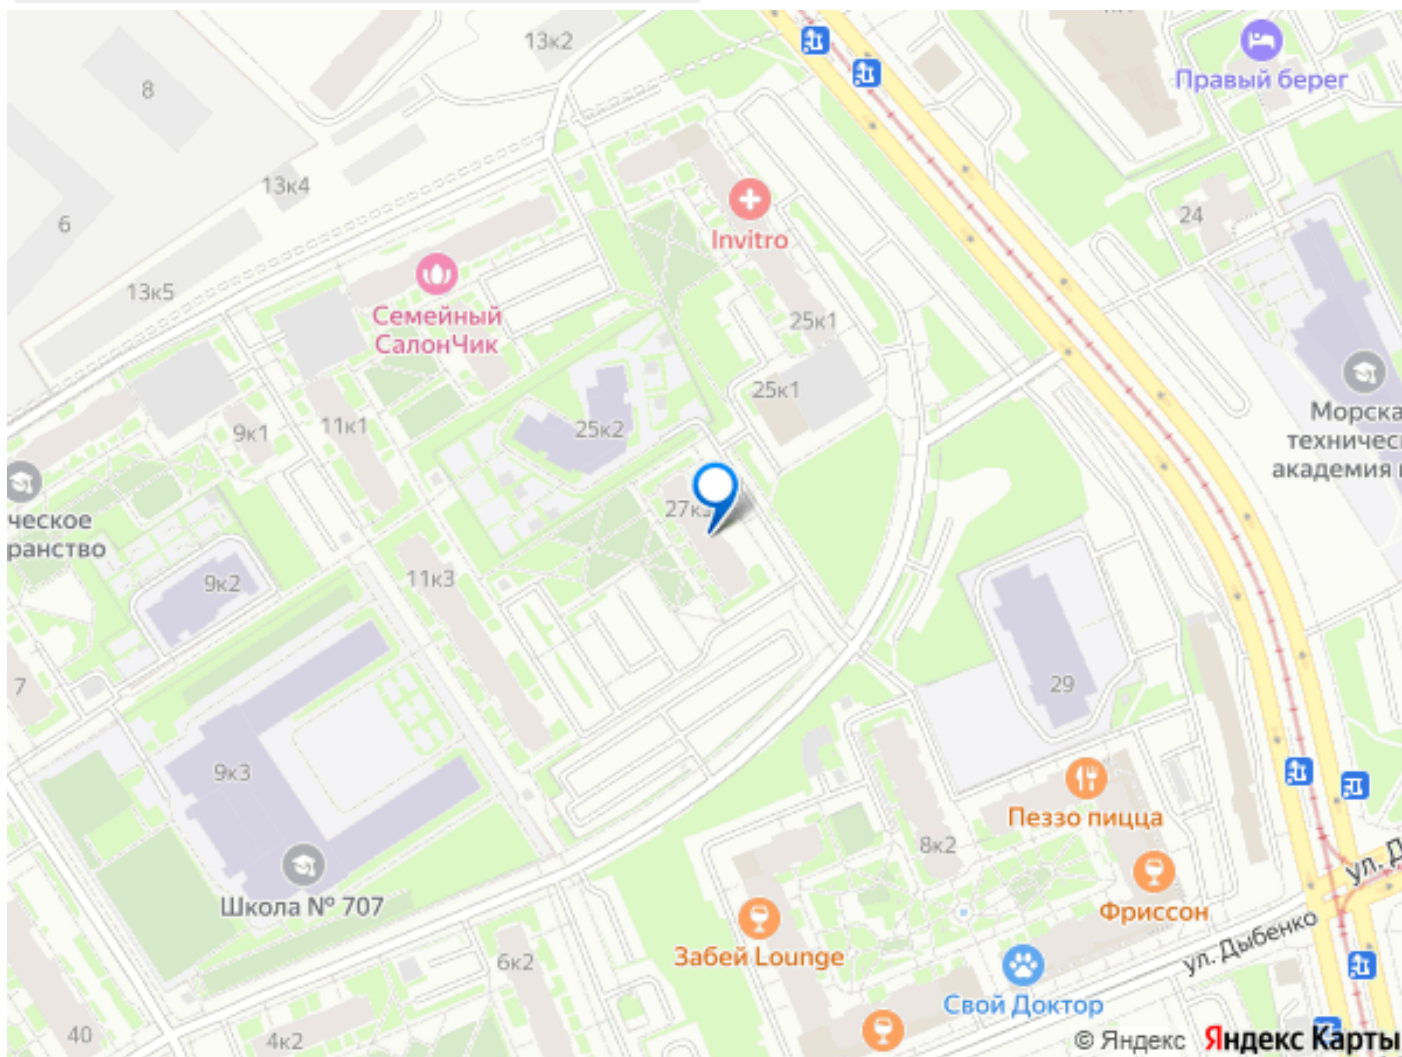 13к2
8
Правый берег
13к4
24
6
Invitro
13к5
Семейный
СалонЧик
25к1
25к1
Морска
техничес
академия и
9к1
11к1
25к2
27к
ческое
ранство
9к2
11к3
7
29
9к3
Пеззо пицца
8к2
ул. Д
Школа № 707
Фриссон
ул. Дыбенко
Забей Lounge
6к2
Свой Доктор
40
4к2
© Яндекс Яндекс Карты